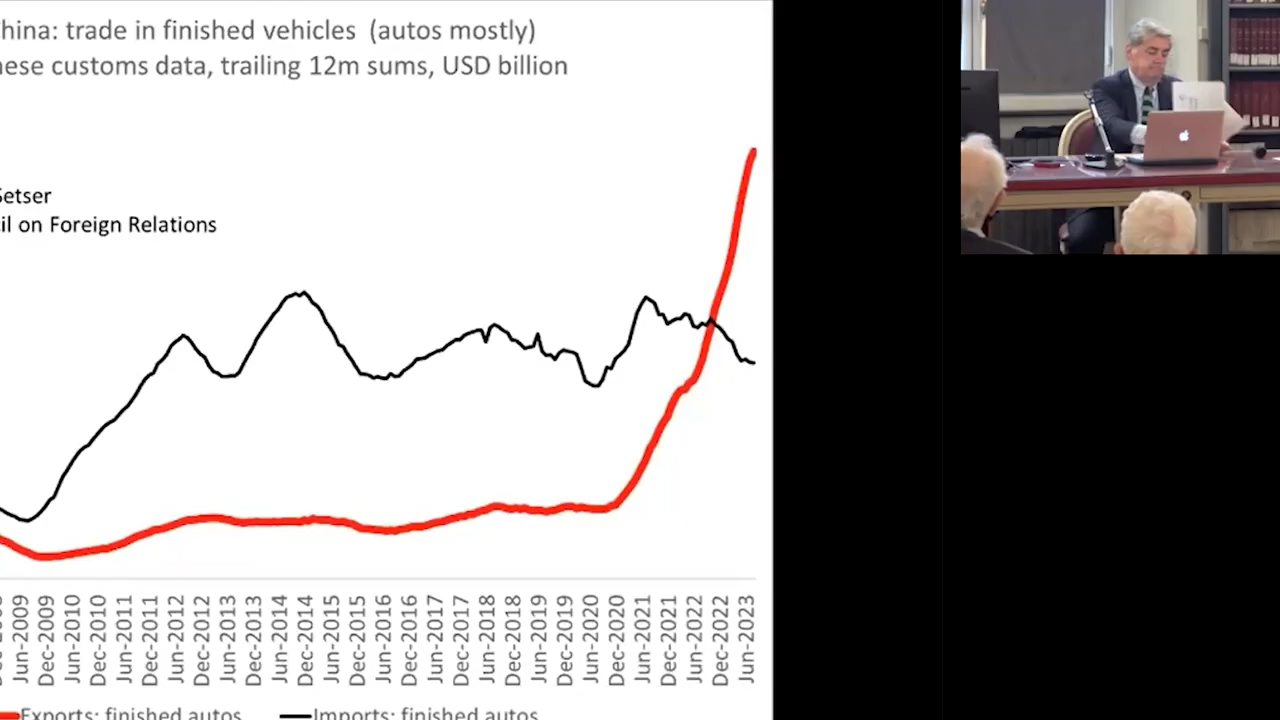 hina: trade in finished vehicles (autos mostly)
nese customs data, trailing 12m sums, USD billion
Setser
il on Foreign Relations
Jun-2009
Dec-2009
Jun-2010
Dec-2010
Jun-2011
Dec-2011
Jun-2012
Dec-2012
Jun-2013
Dec-2013
Jun-2014
Dec-2014
Jun-2015
Dec-2015
Jun-2016
Dec-2016
Jun-2017
Dec-2017
Jun-2018
Dec-2018
Jun-2019
Dec-2019
Jun-2020
Dec-2020
Jun-2021
Dec-2021
Jun-2022
Dec-2022
Jun-2023
Exports: finished autos
Imports: finished autos